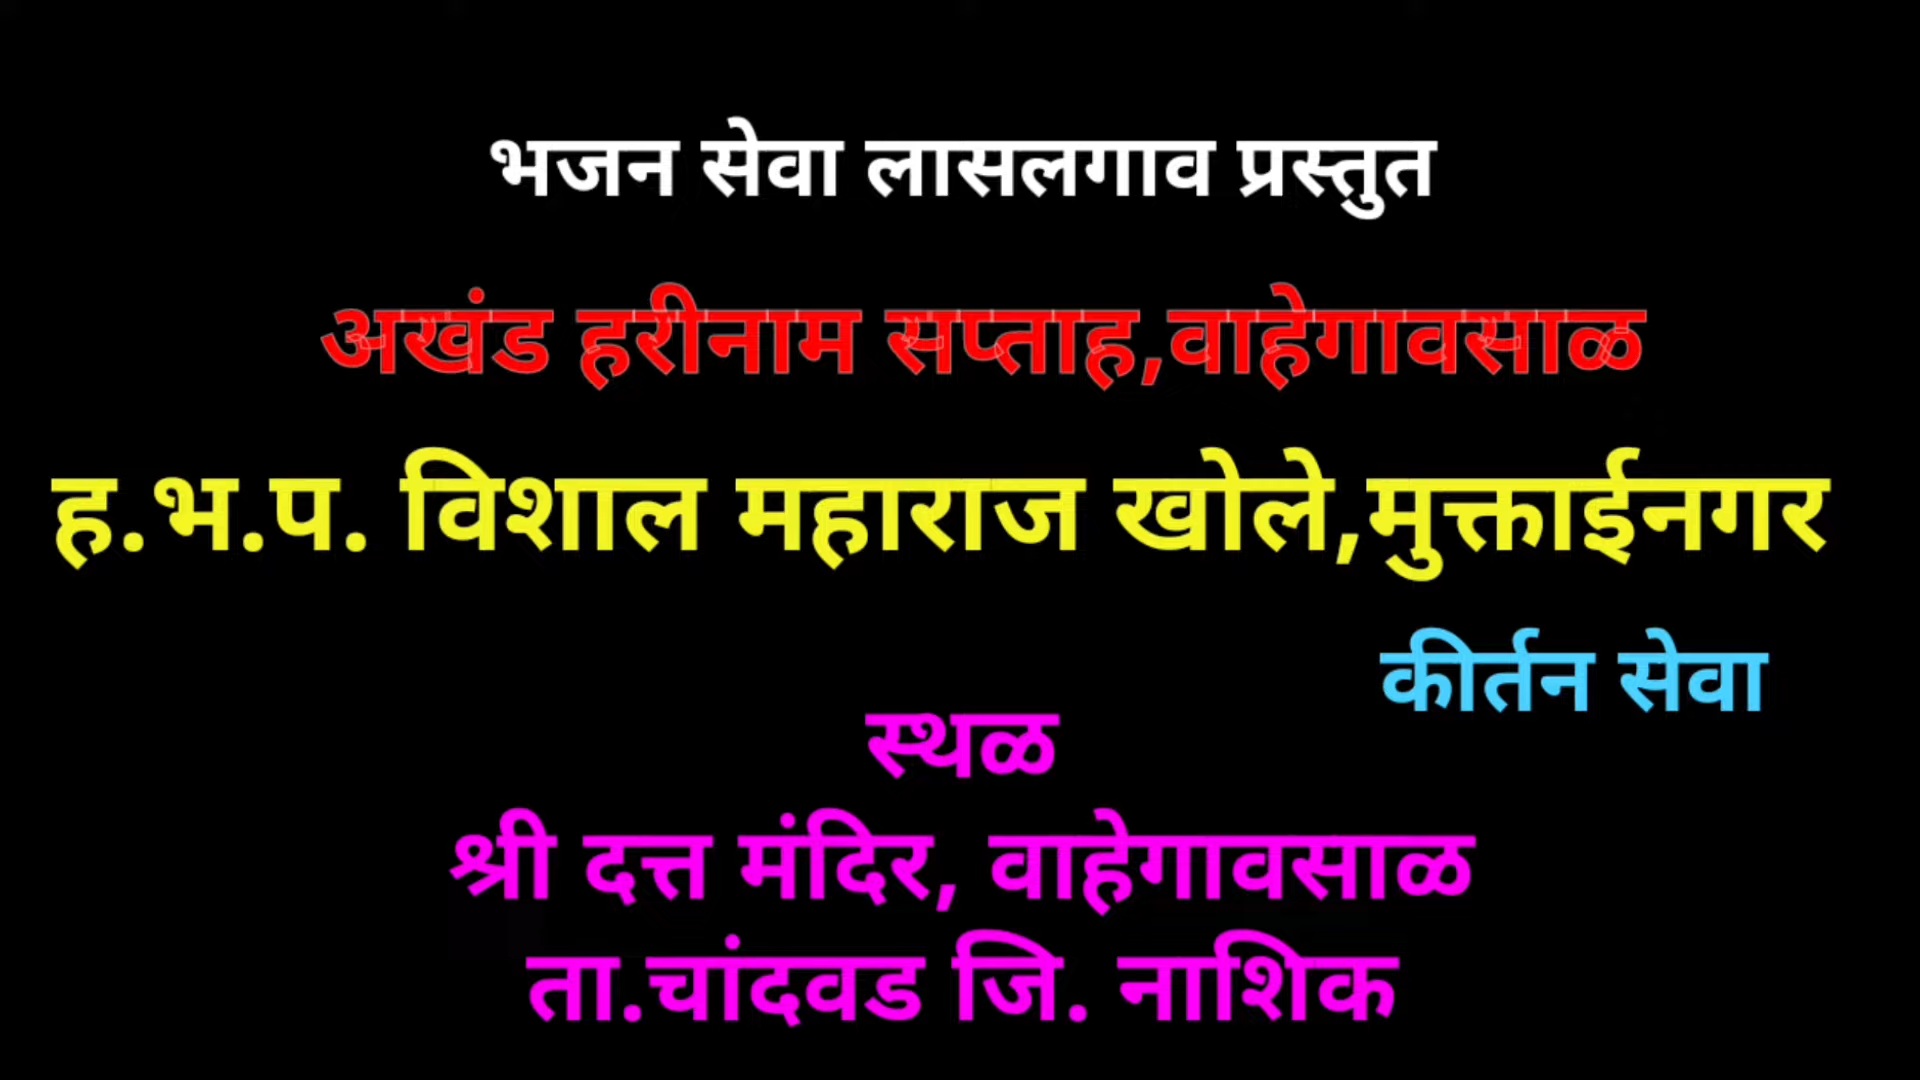 भजन सेवा लासलगाव प्रस्तुत
अखंड हरीनाम सप्ताह,वाहेगावसाळ
ह.भ.प. विशाल महाराज खोले,मुक्ताईनगर
कीर्तन सेवा
स्थळ
श्री दत्त मंदिर, वाहेगावसाळ
ता.चांदवड जि. नाशिक